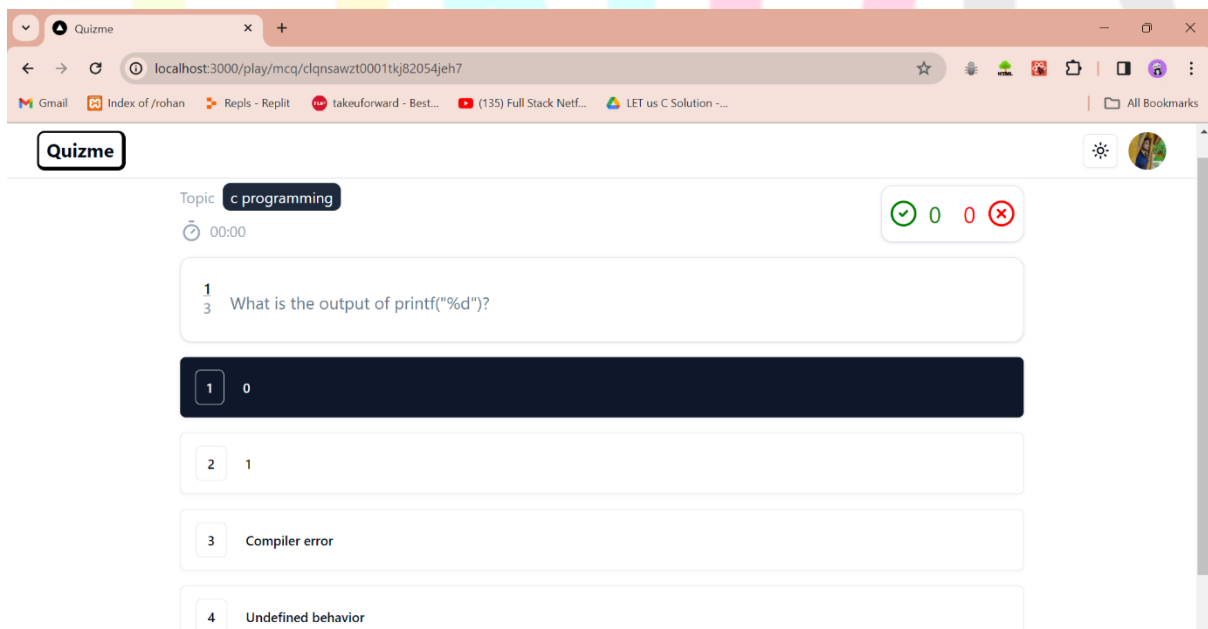 Quizme
localhost:3000/play/mcq/clqnsawzt0001tkj82054jeh7
Gmail Index of /rohan Repls - Replit takeuforward - Best... (135) Full Stack Netf... LET us C Solution -... All Bookmarks
Quizme
Topic c programming
0 0
00:00
1
3
What is the output of printf("%d")?
1 0
2 1
3 Compiler error
4 Undefined behavior